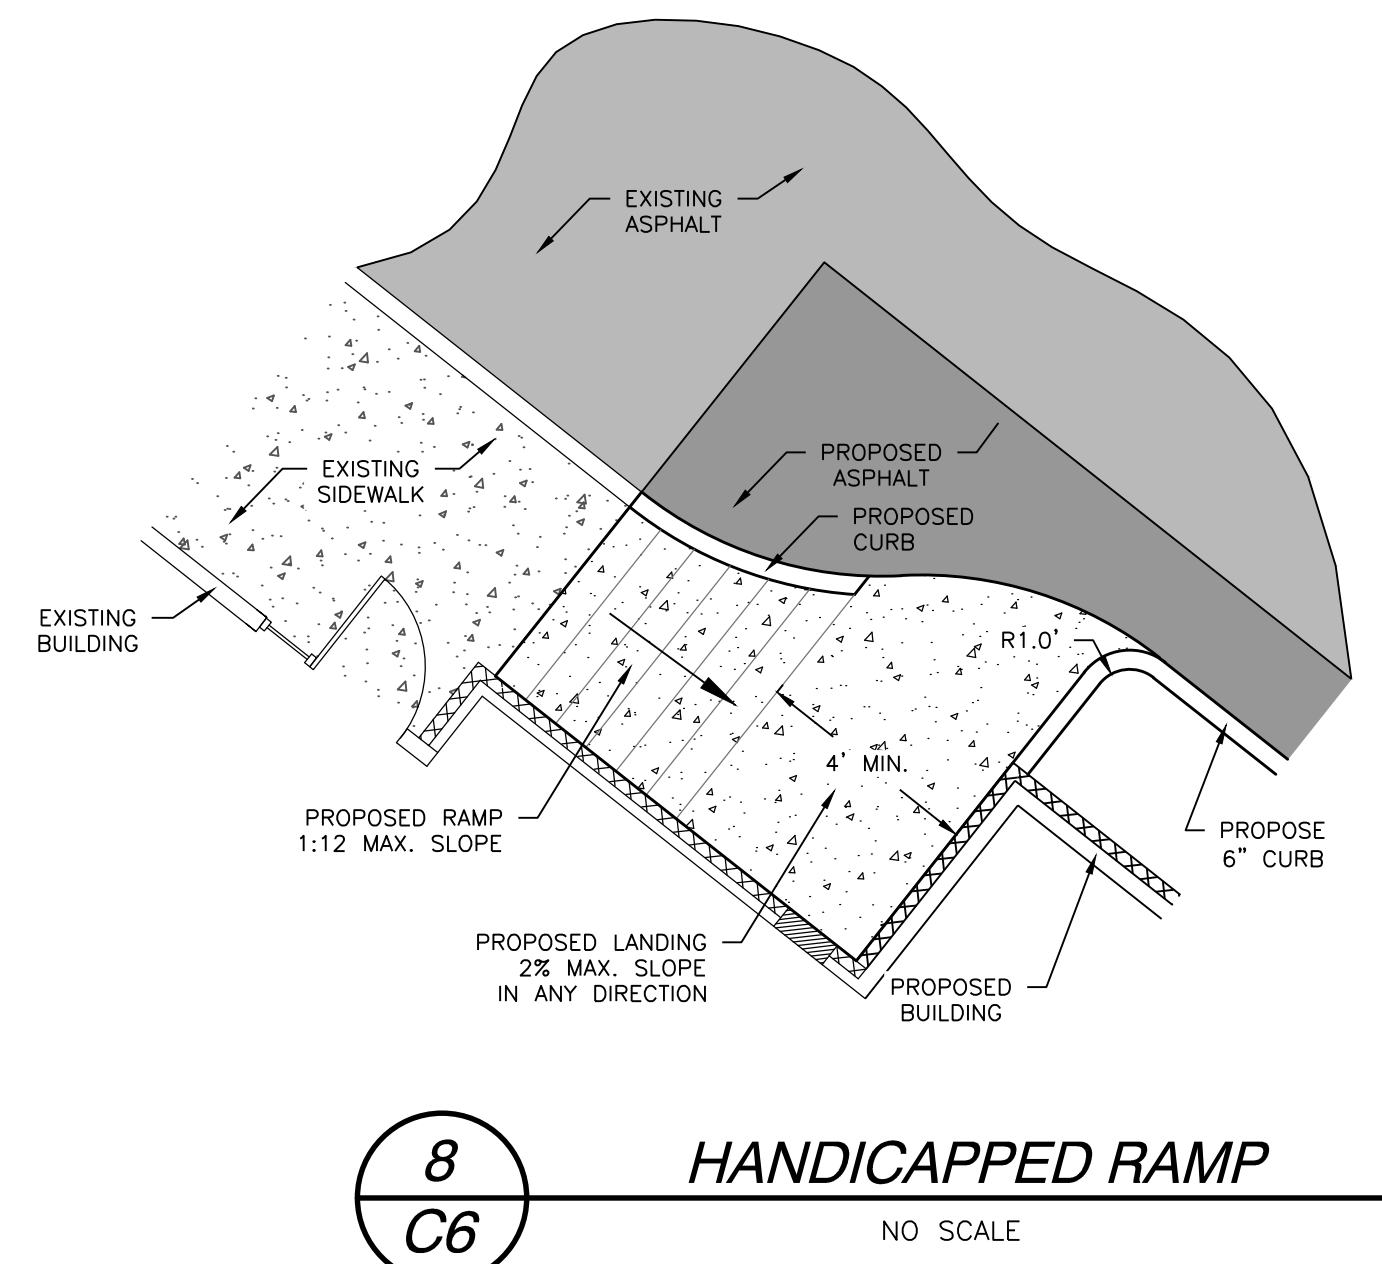 EXISTING
ASPHALT
EXISTING
SIDEWALK
PROPOSED
ASPHALT
PROPOSED
CURB
EXISTING
BUILDING
R1.0'
4' MIN.
PROPOSED RAMP
1:12 MAX. SLOPE
PROPOSE
6" CURB
PROPOSED LANDING
2% MAX. SLOPE
IN ANY DIRECTION
PROPOSED
BUILDING
8
C6
HANDICAPPED RAMP
NO SCALE